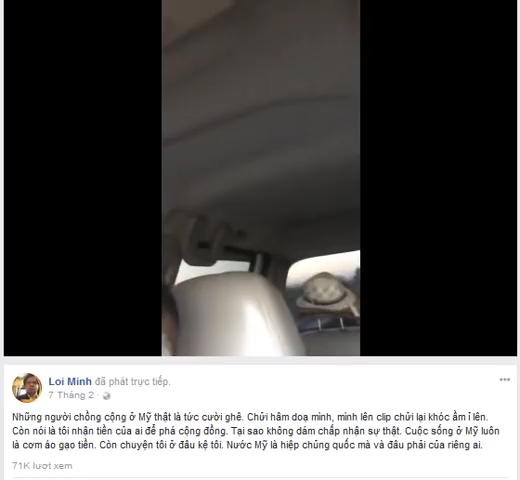 Loi Minh đã phát trực tiếp.
7 Tháng 2 ·
Những người chống cộng ở Mỹ thật là tức cười ghê. Chửi hăm doạ mình, mình lên clip chửi lại khóc ầm ĩ lên.
Còn nói là tôi nhận tiền của ai để phá cộng đồng. Tại sao không dám chấp nhận sự thật. Cuộc sống ở Mỹ luôn
là cơm áo gạo tiền. Còn chuyện tôi ở đâu kệ tôi. Nước Mỹ là hiệp chủng quốc mà và đâu phải của riêng ai.
71K lượt xem